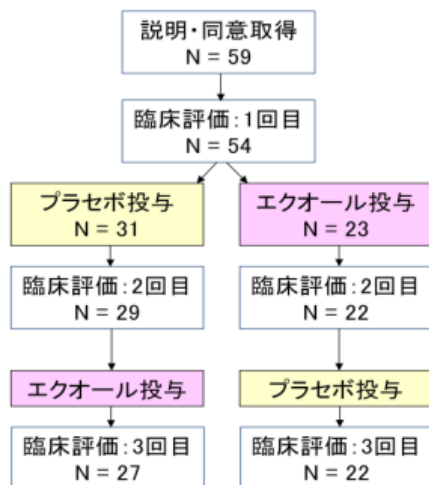 説明・同意取得
N = 59
臨床評価:1回目
N = 54
プラセボ投与
N = 31
エクオール投与
N = 23
臨床評価:2回目
N = 29
臨床評価:2回目
N = 22
エクオール投与
プラセボ投与
臨床評価:3回目
N = 27
臨床評価:3回目
N = 22